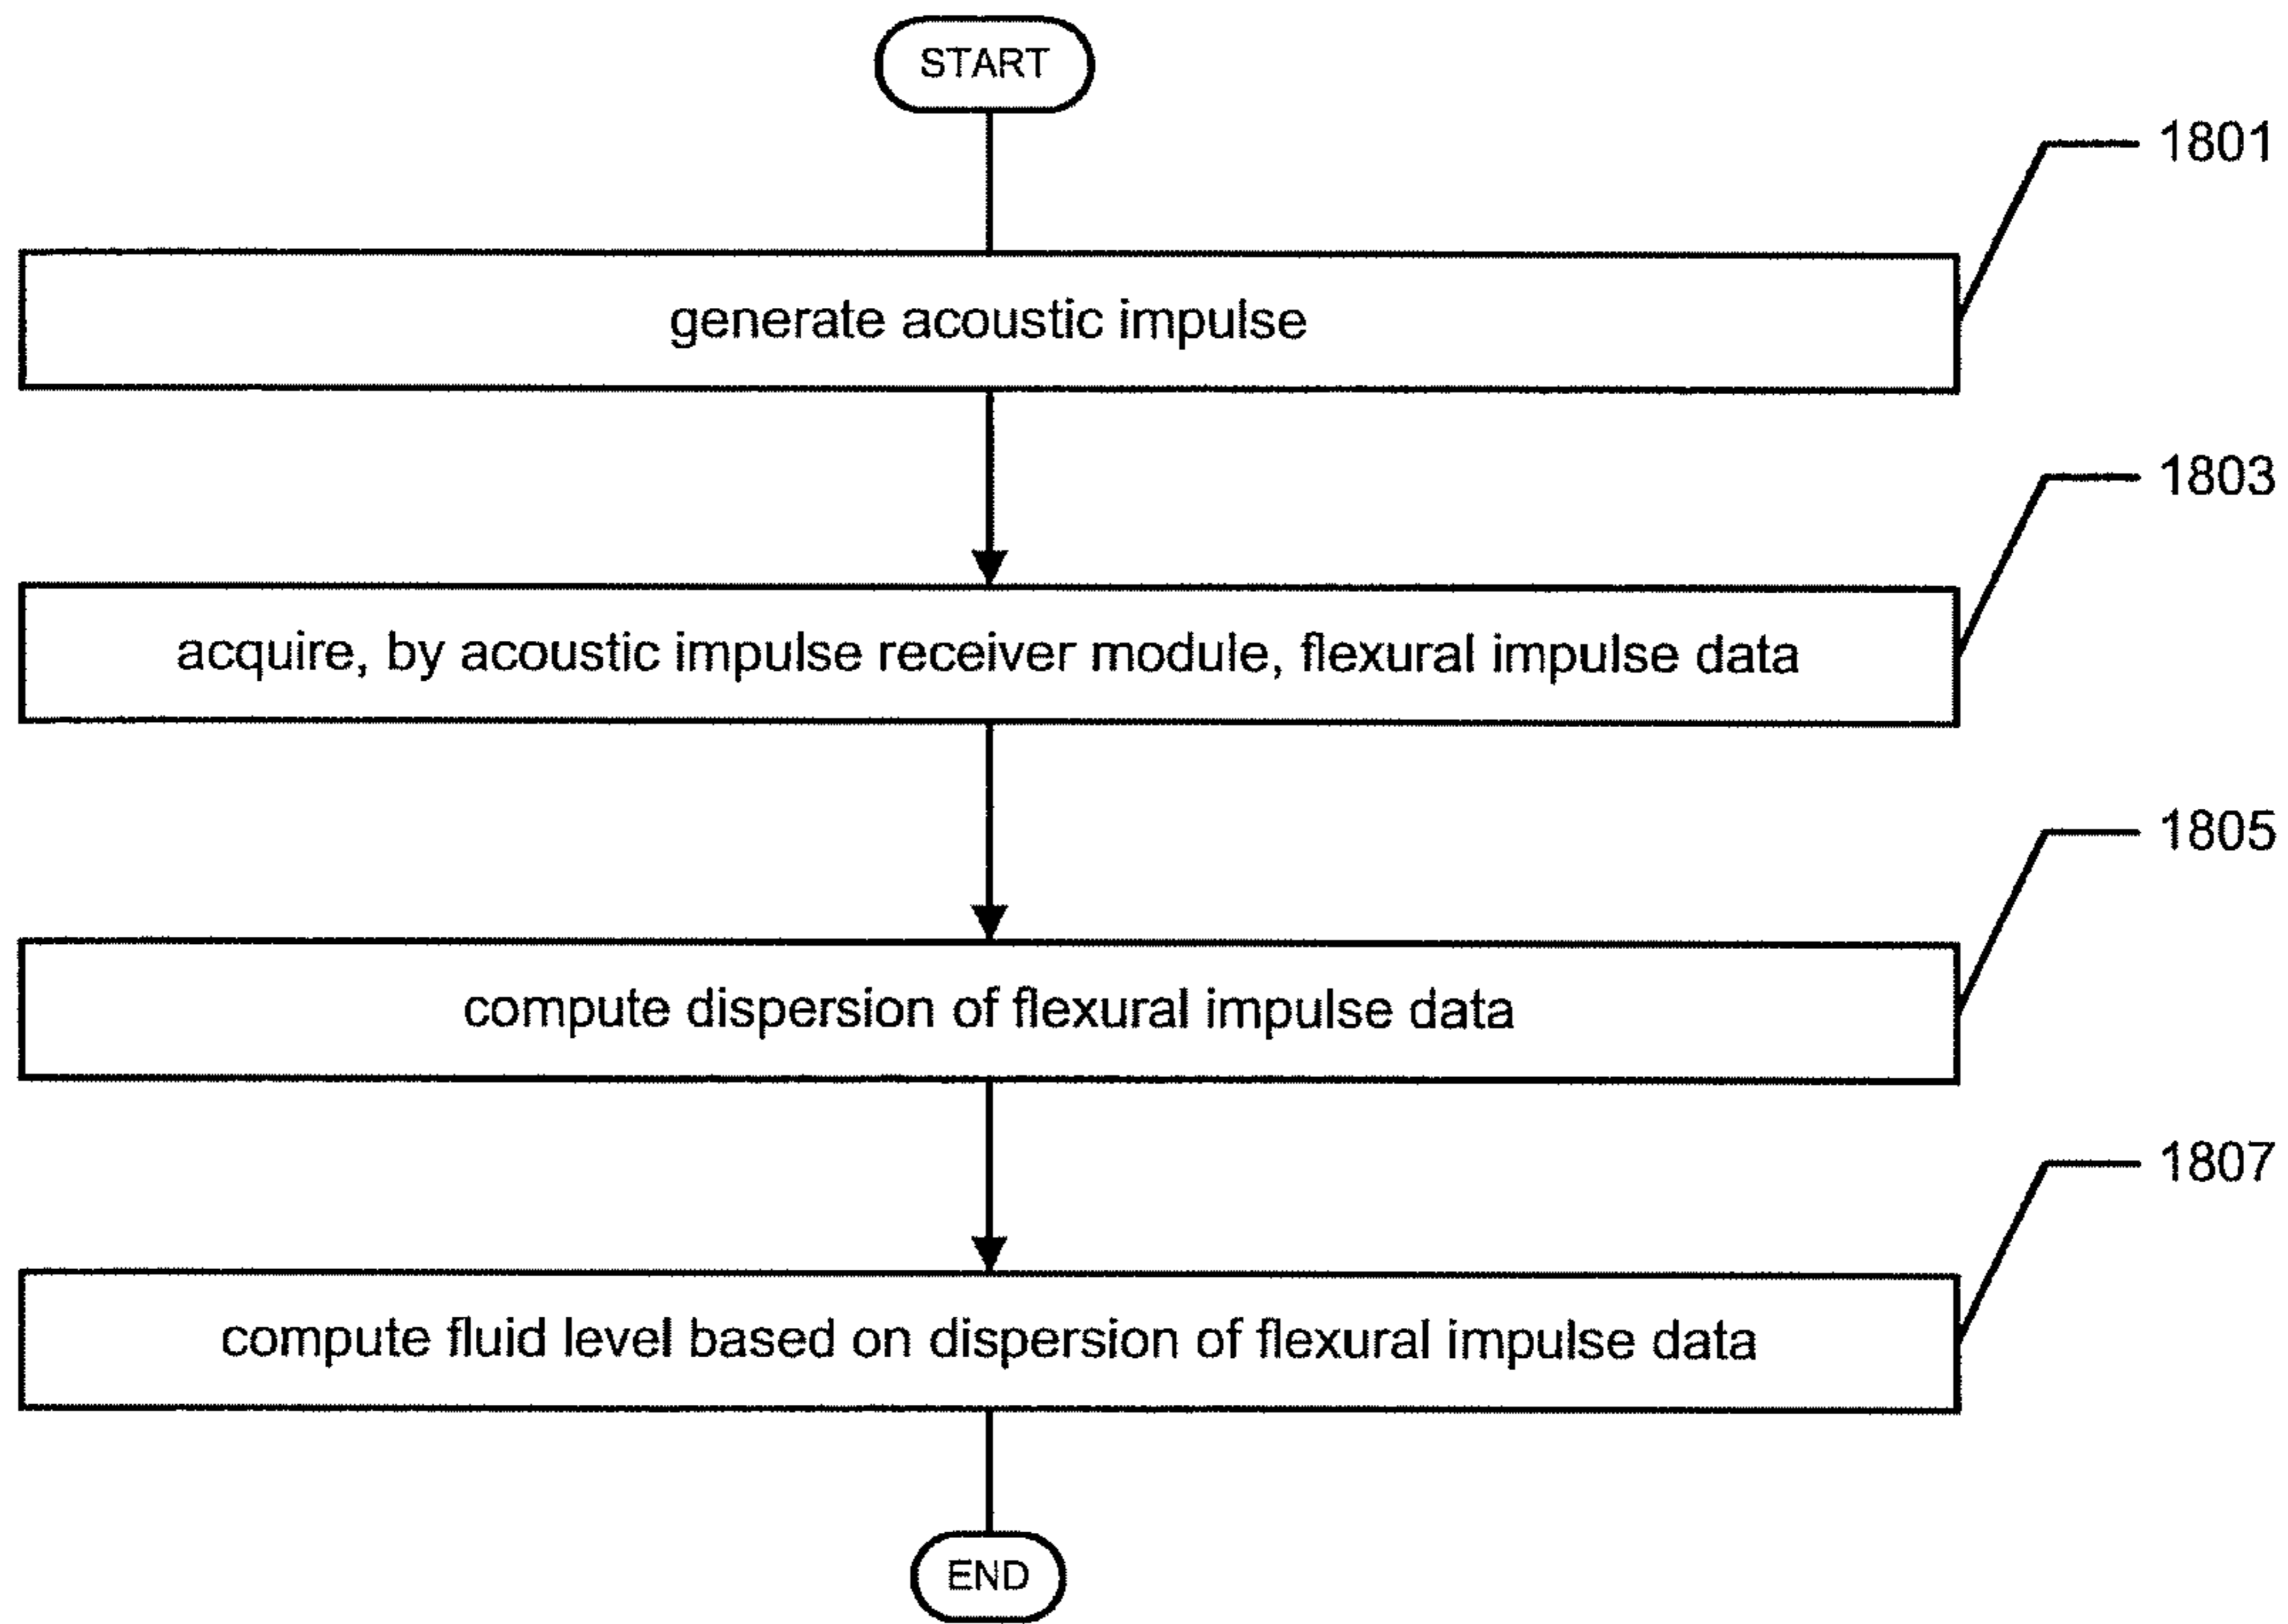 START
1801
generate acoustic impulse
1803
acquire, by acoustic impulse receiver module, flexural impulse data
1805
compute dispersion of flexural impulse data
1807
compute fluid level based on dispersion of flexural impulse data
END